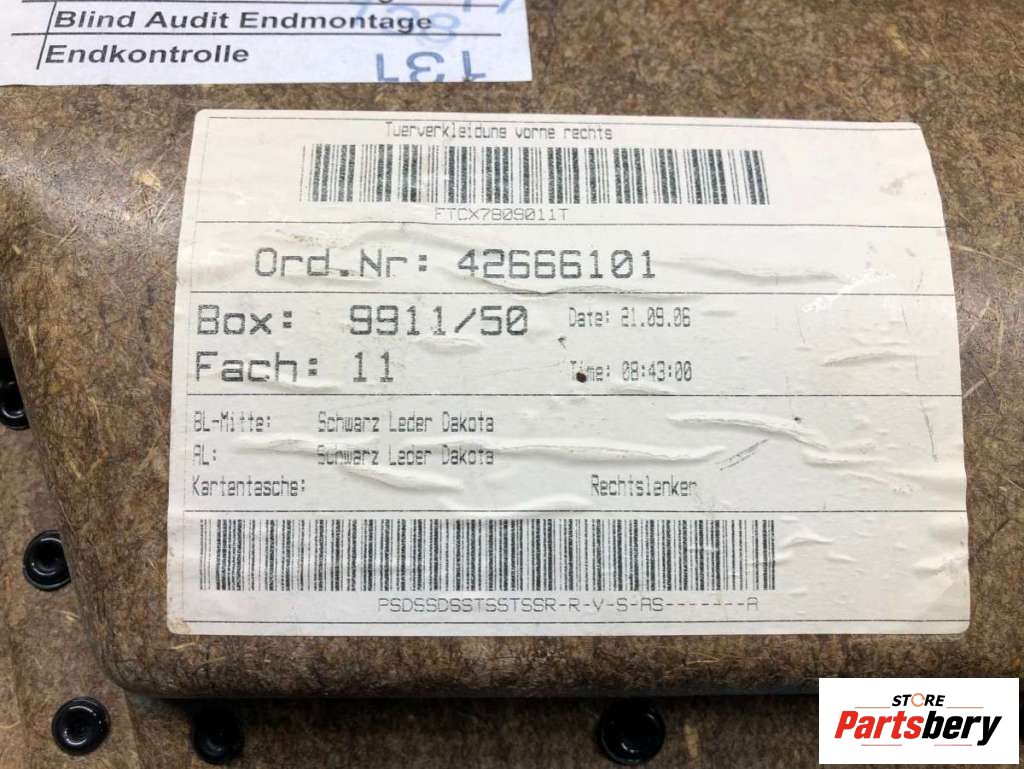 Blind Audit Endmontage
Endkontrolle
131
Tuerverkleidung vorne rechts
FTCX7809011T
Ord.Nr: 42666101
Box: 9911/50 Date: 21.09.06
Fach: 11 Time: 08:43:00
BL-Mitte: Schwarz Leder Dakota
AL: Schwarz Leder Dakota
Kartentasche: Rechtslenker
PSDSSDSSTSSTSSR-R-V-S-AS-------A
STORE
Partsbery